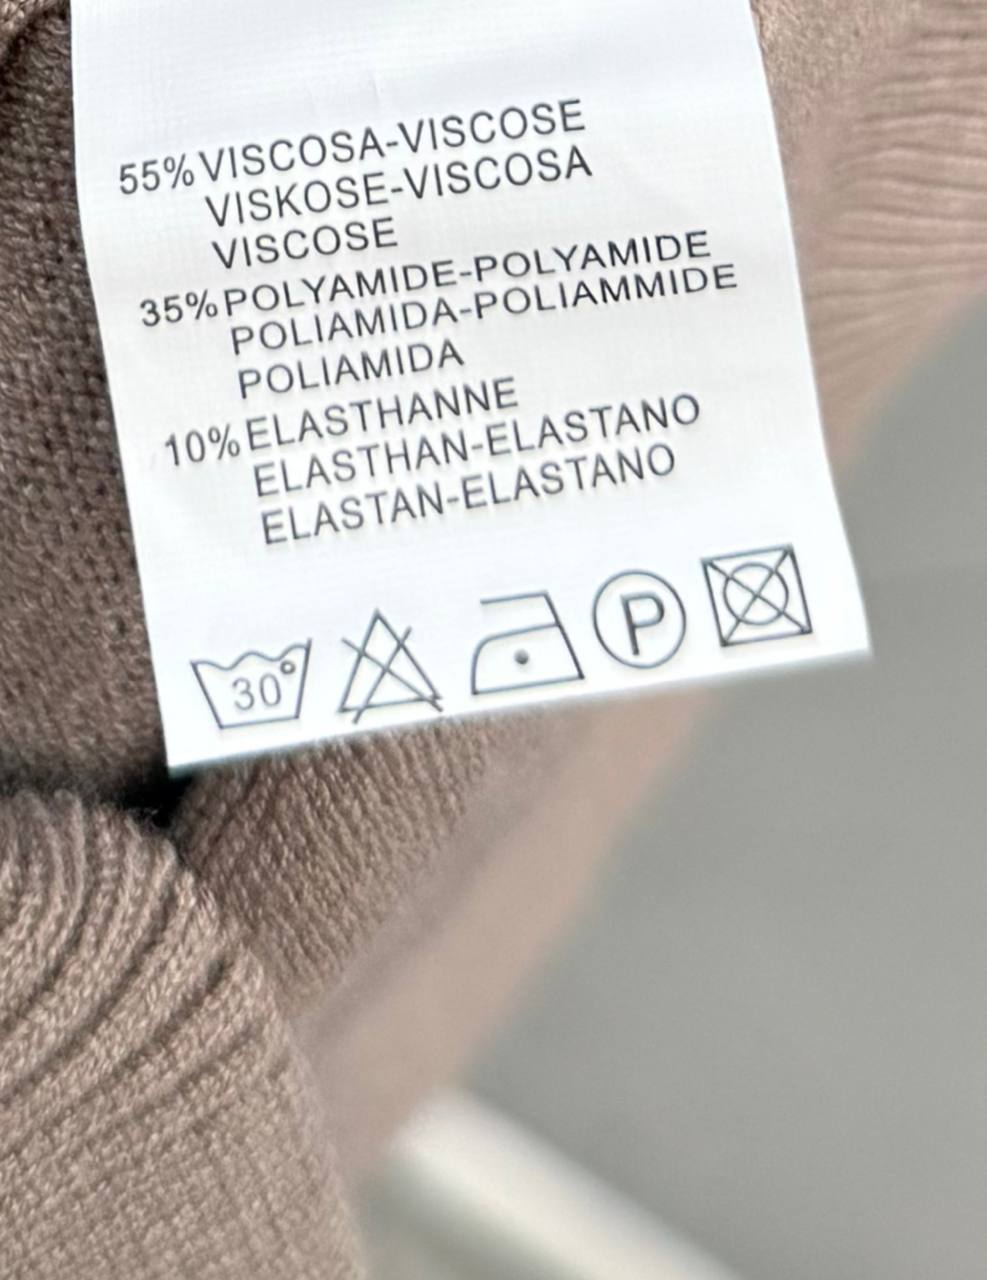 55% VISCOSA-VISCOSE
VISKOSE-VISCOSA
VISCOSE
35% POLYAMIDE-POLYAMIDE
POLIAMIDA-POLIAMMIDE
POLIAMIDA
10% ELASTHANNE
ELASTHAN-ELASTANO
ELASTAN-ELASTANO
30° P